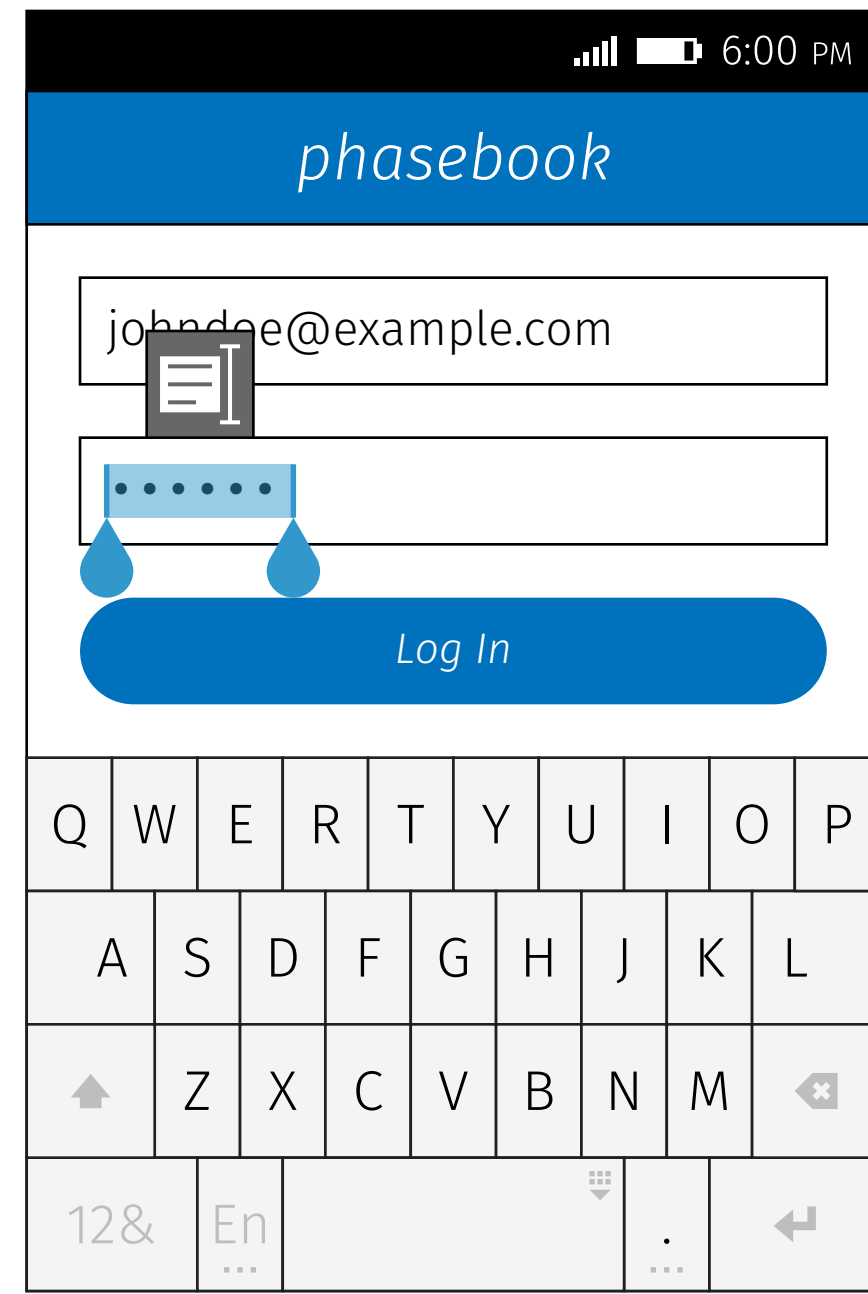 6:00 PM
phasebook
johndoe@example.com
••••••
Log In
Q W E R T Y U I O P
A S D F G H J K L
Z X C V B N M
12& En .